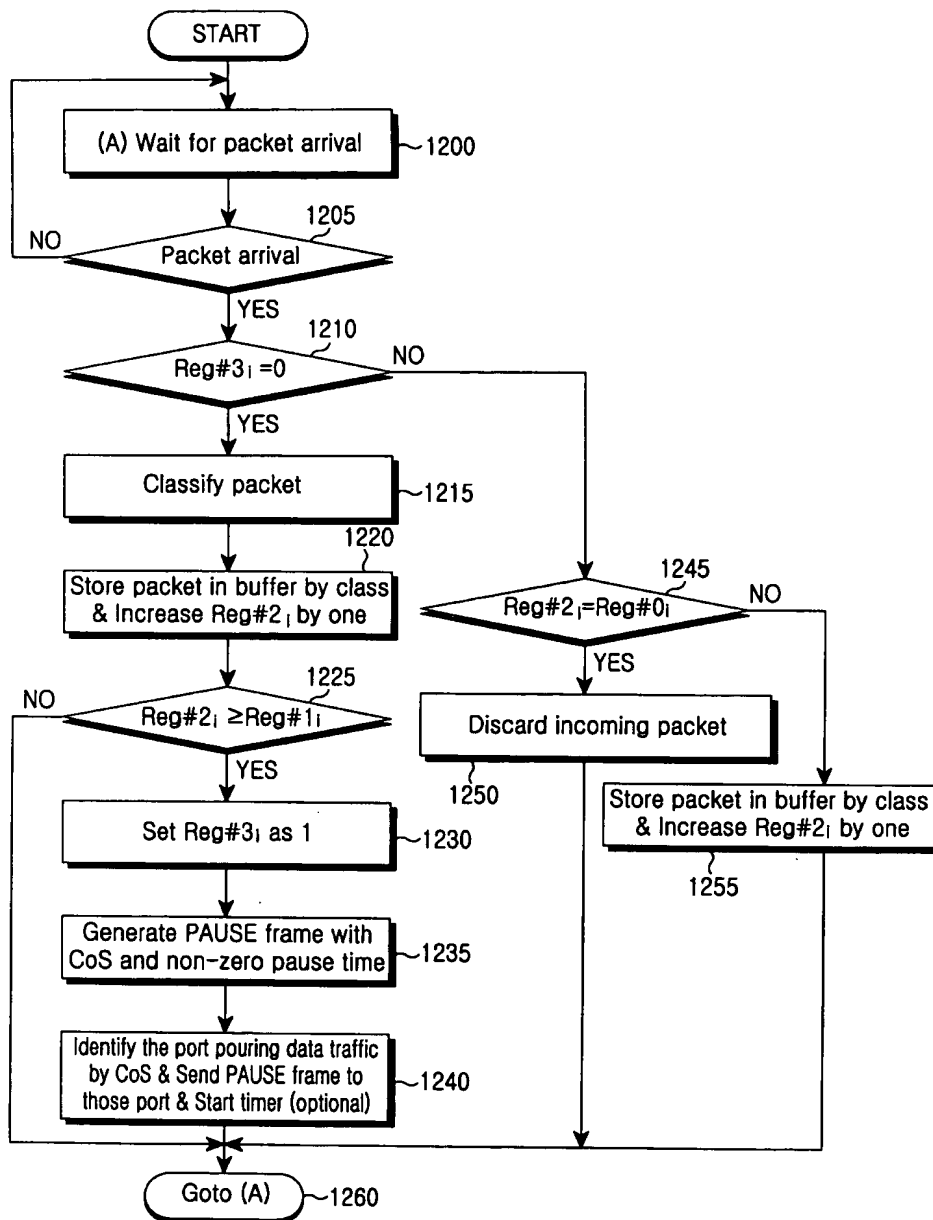 START
(A) Wait for packet arrival
1200
1205
NO
Packet arrival
YES
1210
NO
Reg#3i =0
YES
Classify packet
1215
1220
Store packet in buffer by class
& Increase Reg#2i by one
1245
Reg#2i=Reg#0i
NO
YES
1225
NO
Reg#2i ≥Reg#1i
YES
Discard incoming packet
1250
Store packet in buffer by class
& Increase Reg#2i by one
1255
Set Reg#3i as 1
1230
Generate PAUSE frame with
CoS and non-zero pause time
1235
Identify the port pouring data traffic
by CoS & Send PAUSE frame to
those port & Start timer (optional)
1240
Goto (A)
1260